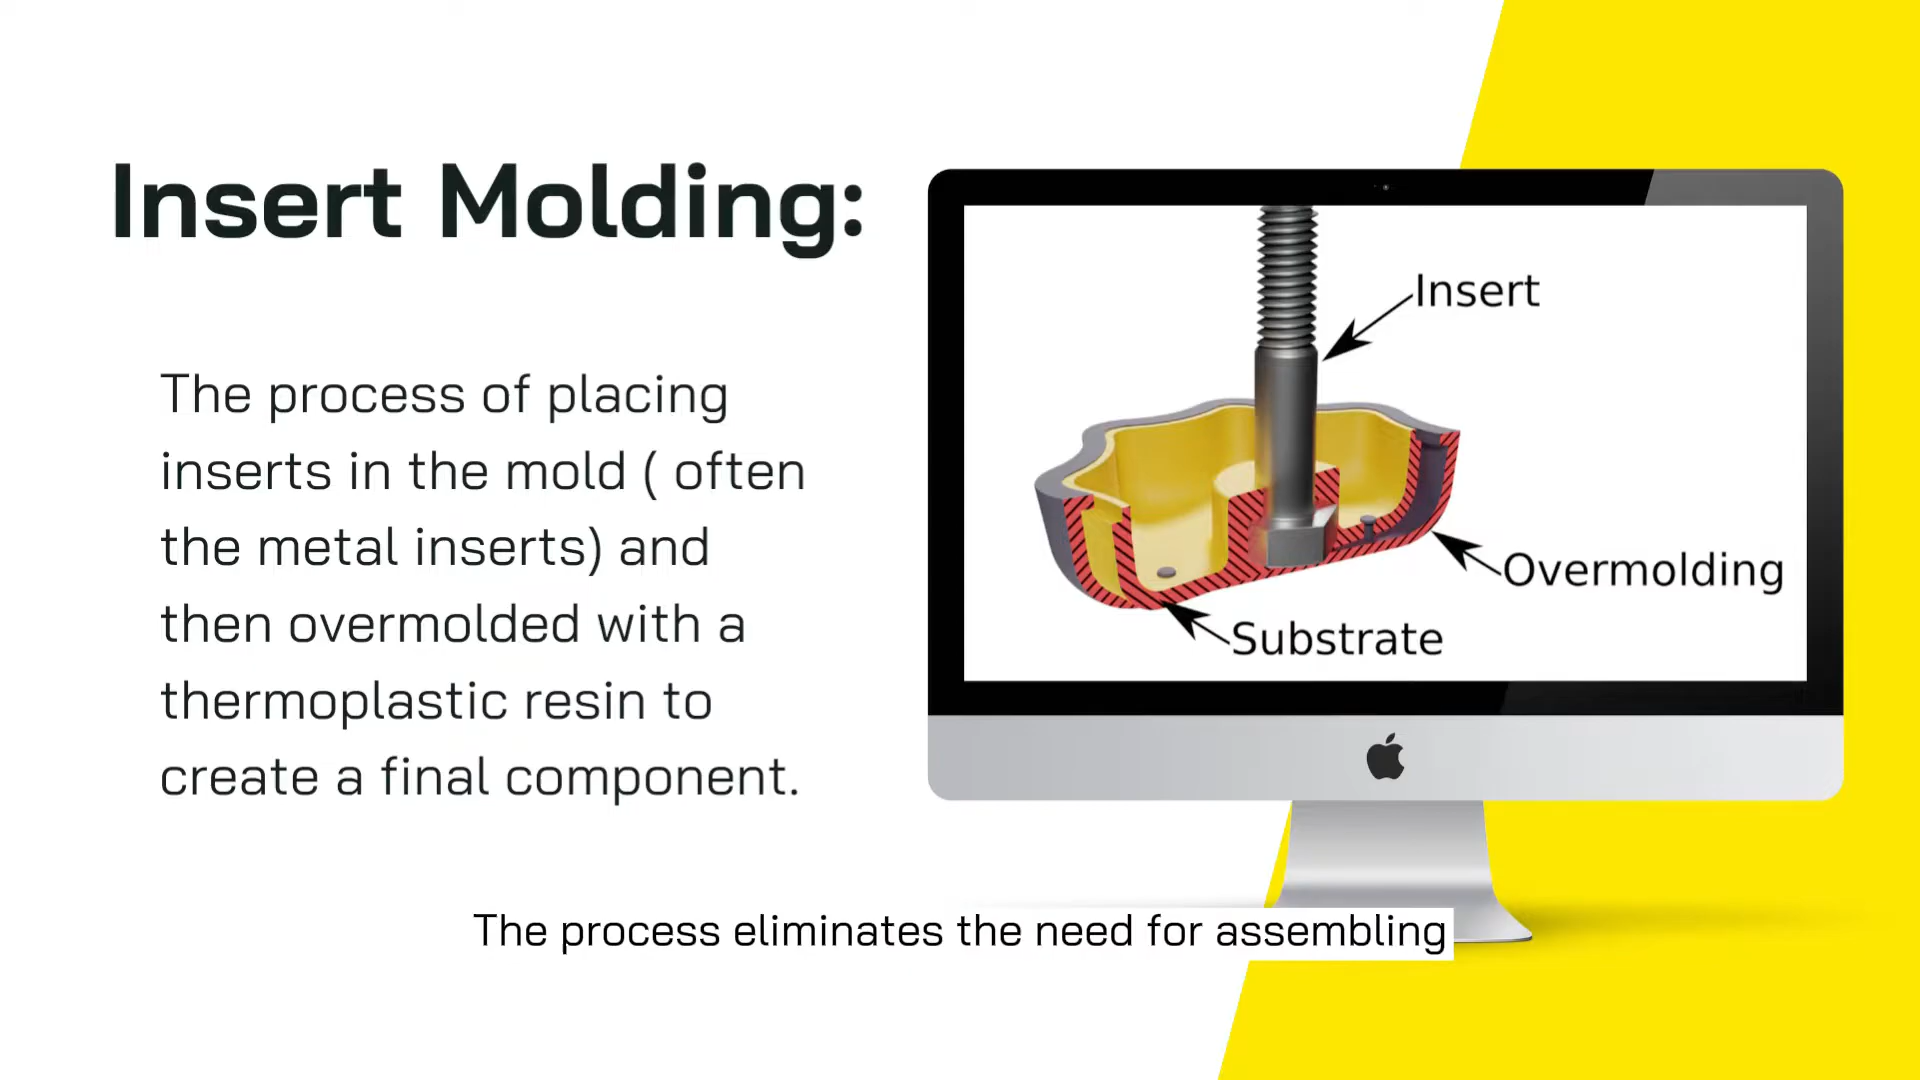 Insert Molding:
The process of placing
inserts in the mold ( often
the metal inserts) and
then overmolded with a
thermoplastic resin to
create a final component.
Insert
Overmolding
Substrate
The process eliminates the need for assembling